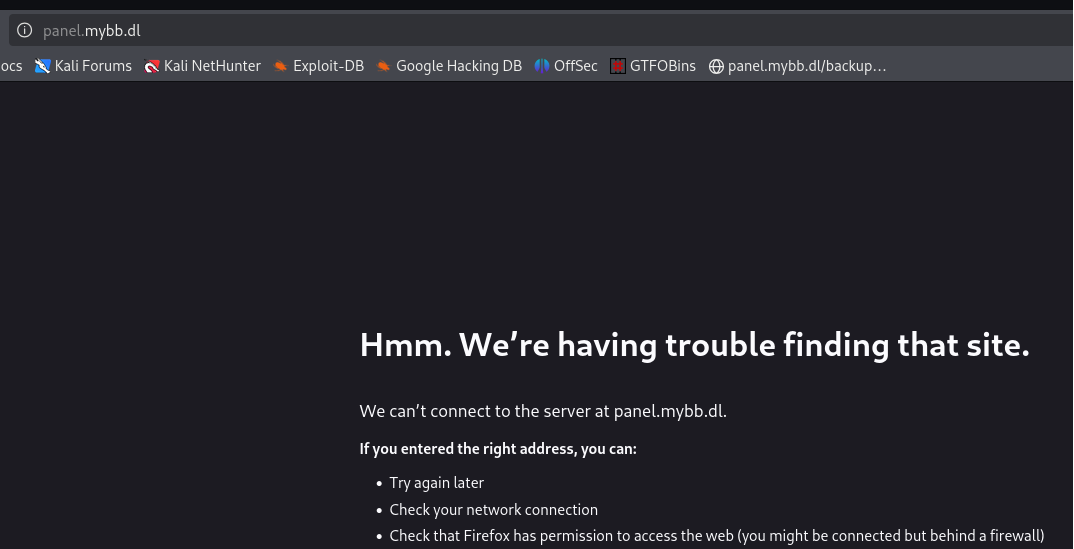 panel.mybb.dl
ocs Kali Forums Kali NetHunter Exploit-DB Google Hacking DB OffSec GTFOBins panel.mybb.dl/backup…
Hmm. We’re having trouble finding that site.
We can’t connect to the server at panel.mybb.dl.
If you entered the right address, you can:
• Try again later
• Check your network connection
• Check that Firefox has permission to access the web (you might be connected but behind a firewall)